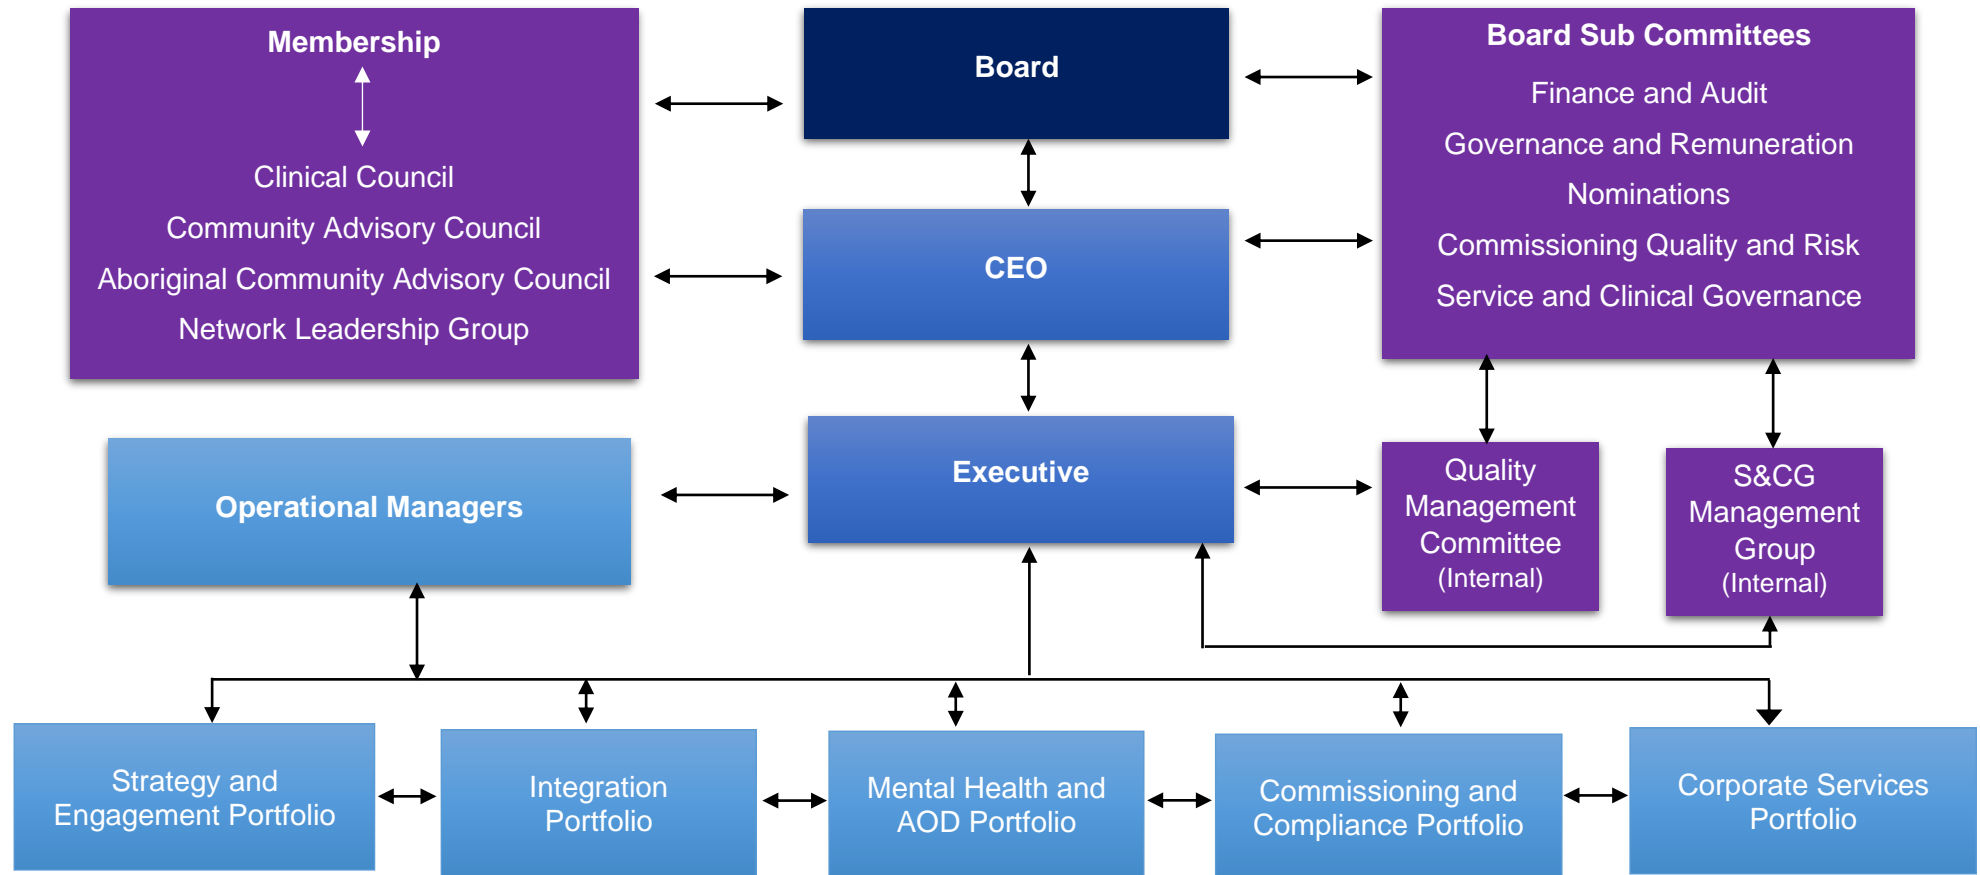 Membership
Clinical Council
Community Advisory Council
Aboriginal Community Advisory Council
Network Leadership Group
Board
Board Sub Committees
Finance and Audit
Governance and Remuneration
Nominations
Commissioning Quality and Risk
Service and Clinical Governance
CEO
Operational Managers
Executive
Quality
Management
Committee
(Internal)
S&CG
Management
Group
(Internal)
Strategy and
Engagement Portfolio
Integration
Portfolio
Mental Health and
AOD Portfolio
Commissioning and
Compliance Portfolio
Corporate Services
Portfolio